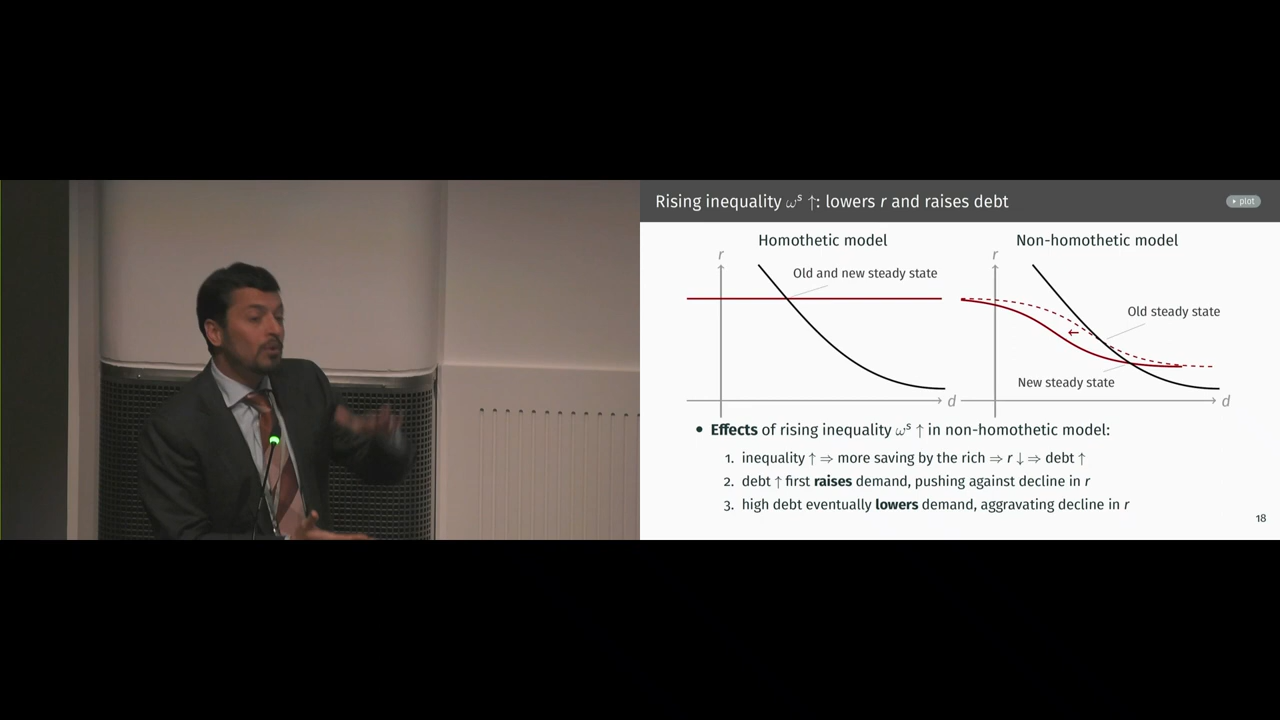 Rising inequality ωˢ ↑: lowers r and raises debt
plot
Homothetic model
r
Old and new steady state
d
Non-homothetic model
r
Old steady state
New steady state
d
• Effects of rising inequality ωˢ ↑ in non-homothetic model:
1. inequality ↑ ⇒ more saving by the rich ⇒ r ↓ ⇒ debt ↑
2. debt ↑ first raises demand, pushing against decline in r
3. high debt eventually lowers demand, aggravating decline in r
18